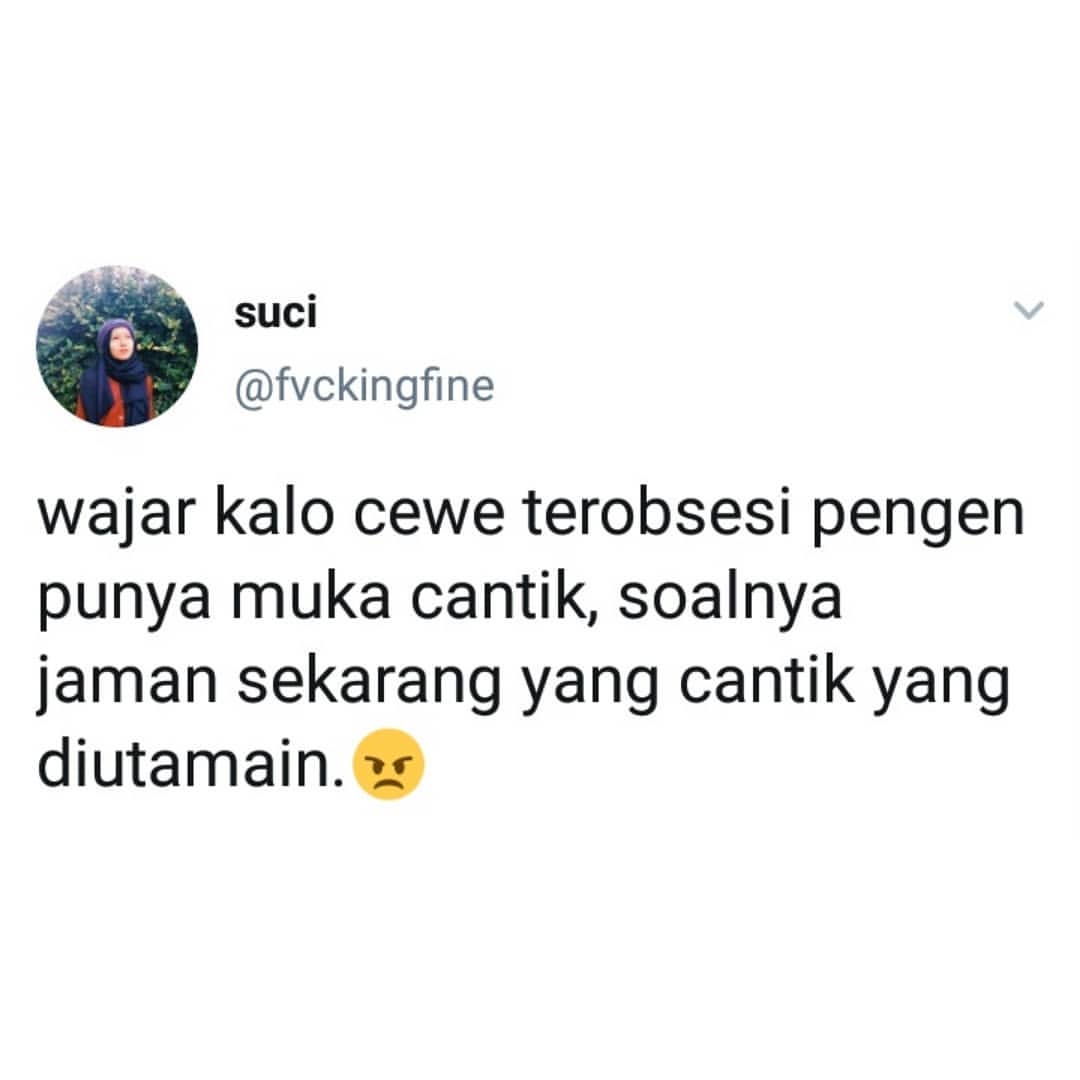 suci
@fvckingfine
wajar kalo cewe terobsesi pengen
punya muka cantik, soalnya
jaman sekarang yang cantik yang
diutamain.😠